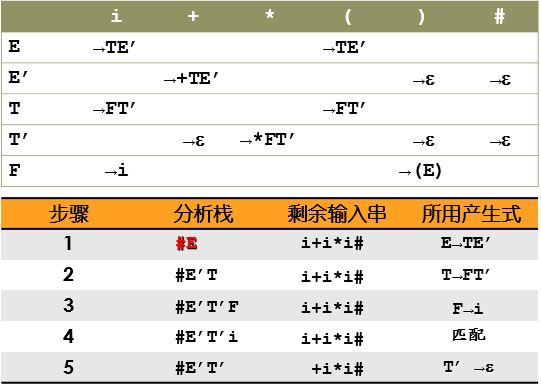 i + * ( ) #
E →TE′ →TE′
E′ →+TE′ →ε →ε
T →FT′ →FT′
T′ →ε →*FT′ →ε →ε
F →i →(E)
步骤 分析栈 剩余输入串 所用产生式
1 #E i+i*i# E→TE′
2 #E′T i+i*i# T→FT′
3 #E′T′F i+i*i# F→i
4 #E′T′i i+i*i# 匹配
5 #E′T′ +i*i# T′ →ε